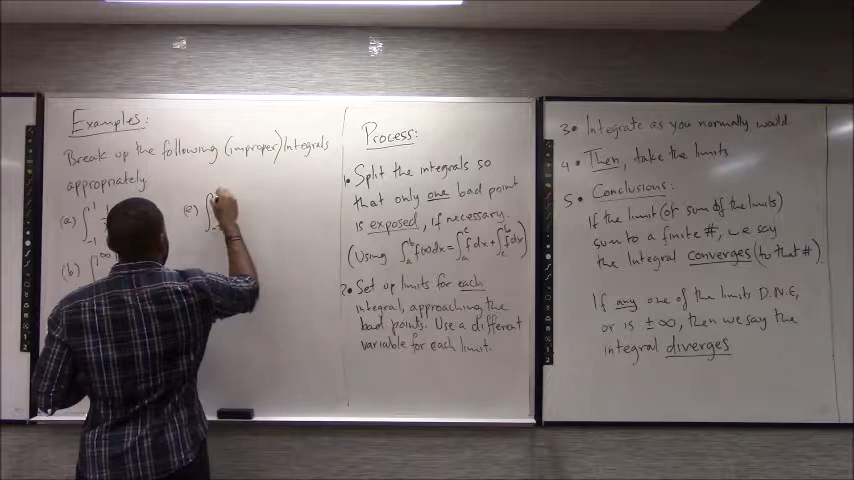 Examples:
Break up the following (improper) Integrals
appropriately.
(a) ∫₋₁¹
(b) ∫ ∞
(e) ∫
Process:
1. Split the integrals so
that only one bad point
is exposed, if necessary.
(Using ∫ₐᵇ f(x)dx = ∫ₐᶜ f dx + ∫꜀ᵇ f dx)
2. Set up limits for each
integral, approaching the
bad points. Use a different
variable for each limit.
3. Integrate as you normally would
4. Then, take the limits
5. Conclusions:
If the limit (or sum of the limits)
sum to a finite #, we say
the Integral converges (to that #).
If any one of the limits D.N.E,
or is ±∞, then we say the
integral diverges